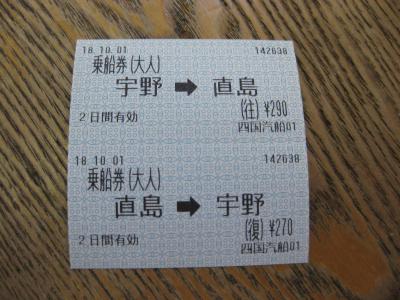 18.10.01 142638
乗船券(大人)
宇野 ➡ 直島
(往) ¥290
2日間有効
四国汽船01
18.10.01 142638
乗船券(大人)
直島 ➡ 宇野
(復) ¥270
2日間有効
四国汽船01